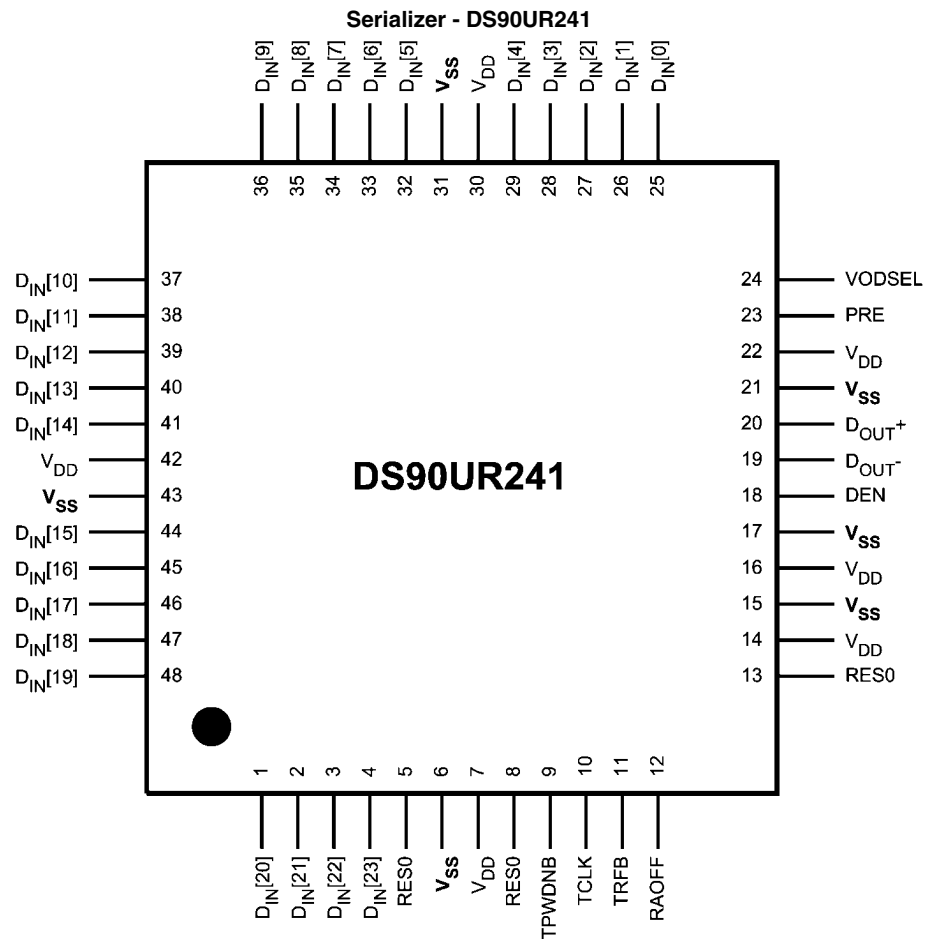 Serializer - DS90UR241
DIN[9] DIN[8] DIN[7] DIN[6] DIN[5] VSS VDD DIN[4] DIN[3] DIN[2] DIN[1] DIN[0]
36 35 34 33 32 31 30 29 28 27 26 25
DIN[10] 37 24 VODSEL
DIN[11] 38 23 PRE
DIN[12] 39 22 VDD
DIN[13] 40 21 VSS
DIN[14] 41 20 DOUT+
VDD 42 19 DOUT-
VSS 43 18 DEN
DS90UR241
DIN[15] 44 17 VSS
DIN[16] 45 16 VDD
DIN[17] 46 15 VSS
DIN[18] 47 14 VDD
DIN[19] 48 13 RES0
1 2 3 4 5 6 7 8 9 10 11 12
DIN[20] DIN[21] DIN[22] DIN[23] RES0 VSS VDD RES0 TPWDNB TCLK TRFB RAOFF